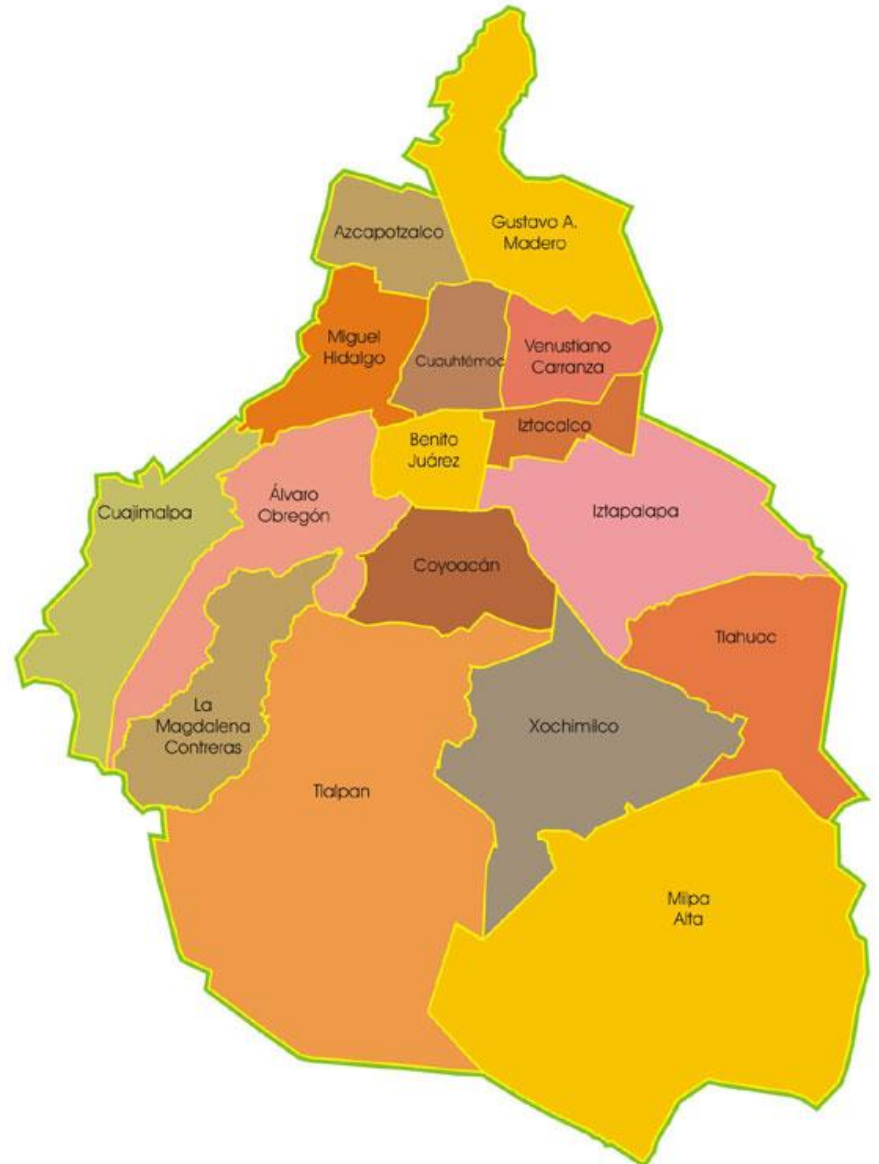 Gustavo A.
Madero
Azcapotzalco
Miguel
Hidalgo
Cuauhtémoc
Venustiano
Carranza
Iztacalco
Benito
Juárez
Cuajimalpa
Álvaro
Obregón
Iztapalapa
Coyoacán
Tlahuac
La
Magdalena
Contreras
Xochimilco
Tlalpan
Milpa
Alta